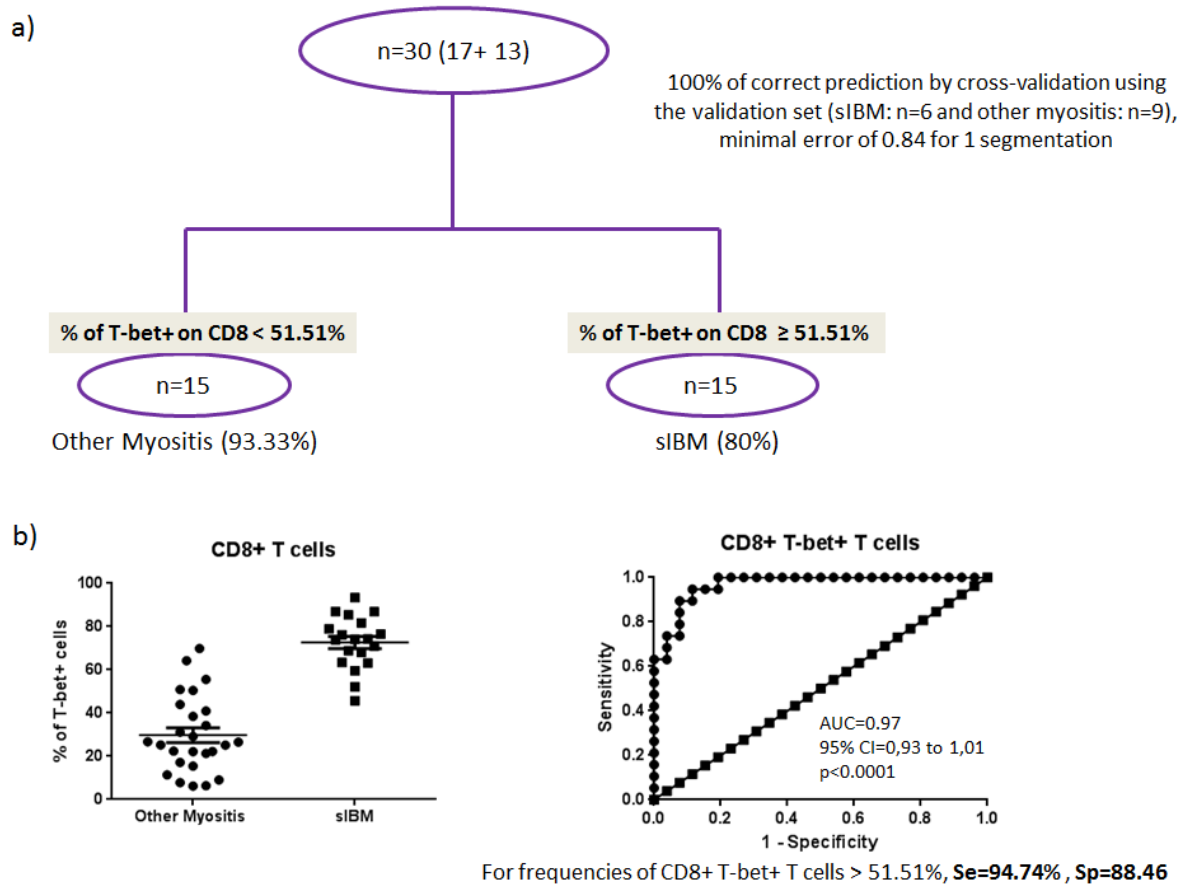 a)
n=30 (17+ 13)
100% of correct prediction by cross-validation using
the validation set (sIBM: n=6 and other myositis: n=9),
minimal error of 0.84 for 1 segmentation
% of T-bet+ on CD8 < 51.51%
% of T-bet+ on CD8 ≥ 51.51%
n=15
n=15
Other Myositis (93.33%)
sIBM (80%)
b)
CD8+ T cells
% of T-bet+ cells
100
80
60
40
20
0
Other Myositis
sIBM
CD8+ T-bet+ T cells
Sensitivity
1.0
0.8
0.6
0.4
0.2
0.0
AUC=0.97
95% CI=0,93 to 1,01
p<0.0001
0.0 0.2 0.4 0.6 0.8 1.0
1 - Specificity
For frequencies of CD8+ T-bet+ T cells > 51.51%, Se=94.74% , Sp=88.46